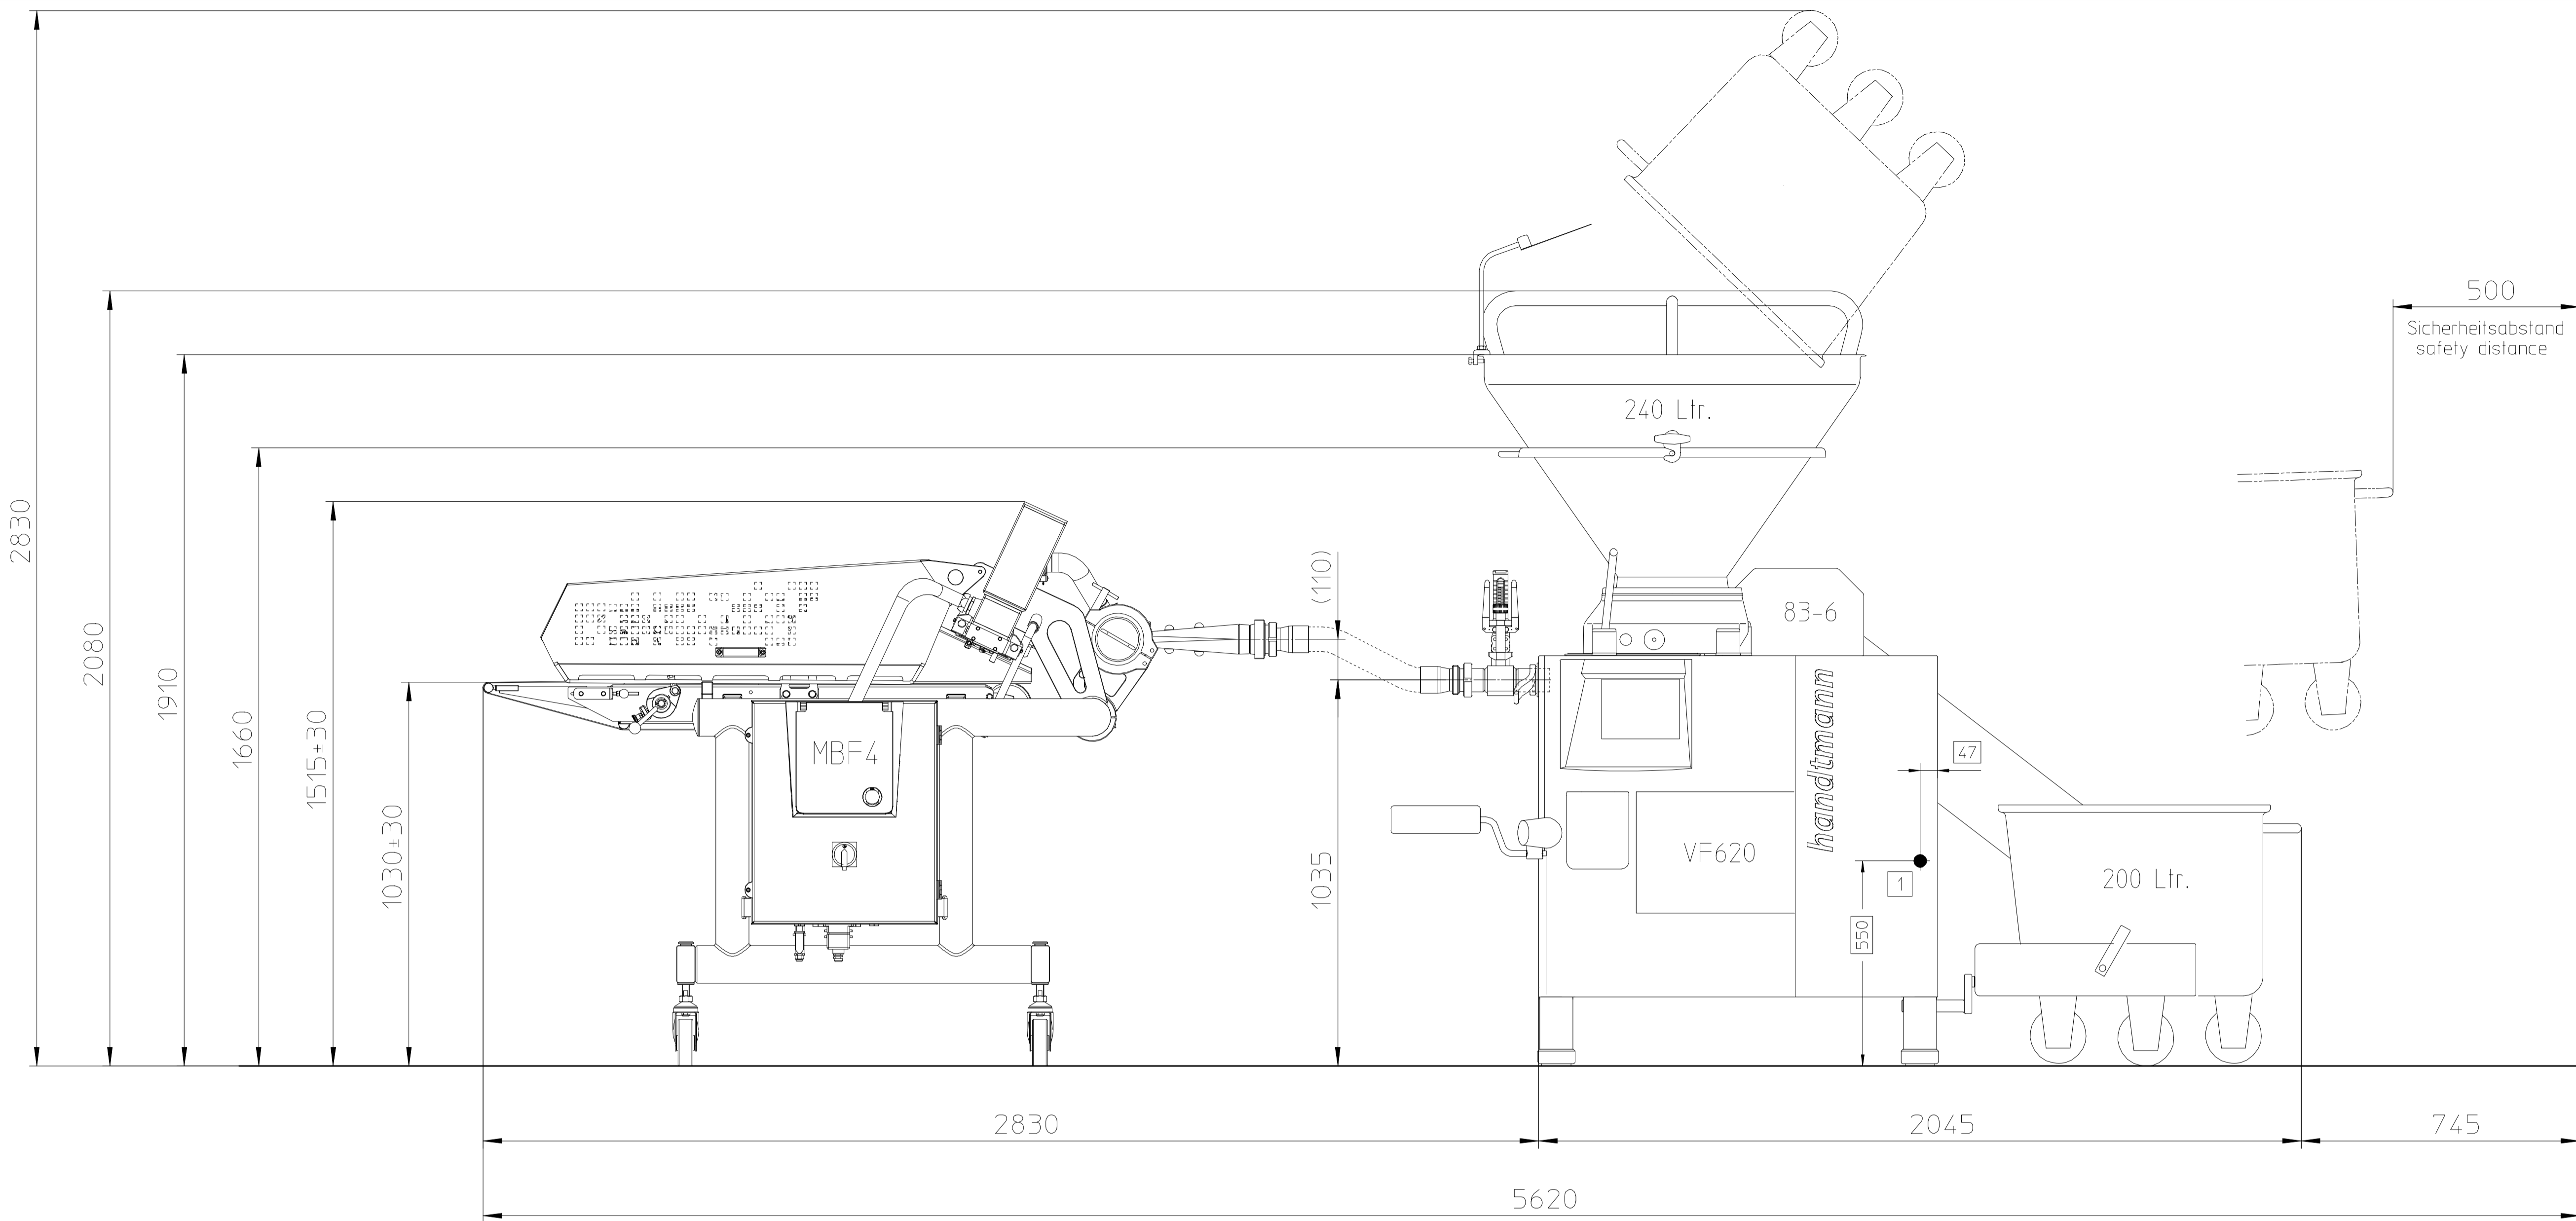 2830
2080
1910
1660
1515±30
1030±30
MBF4
(110)
1035
240 Ltr.
83-6
handtmann
VF620
47
1
550
200 Ltr.
500
Sicherheitsabstand
safety distance
2830
2045
745
5620